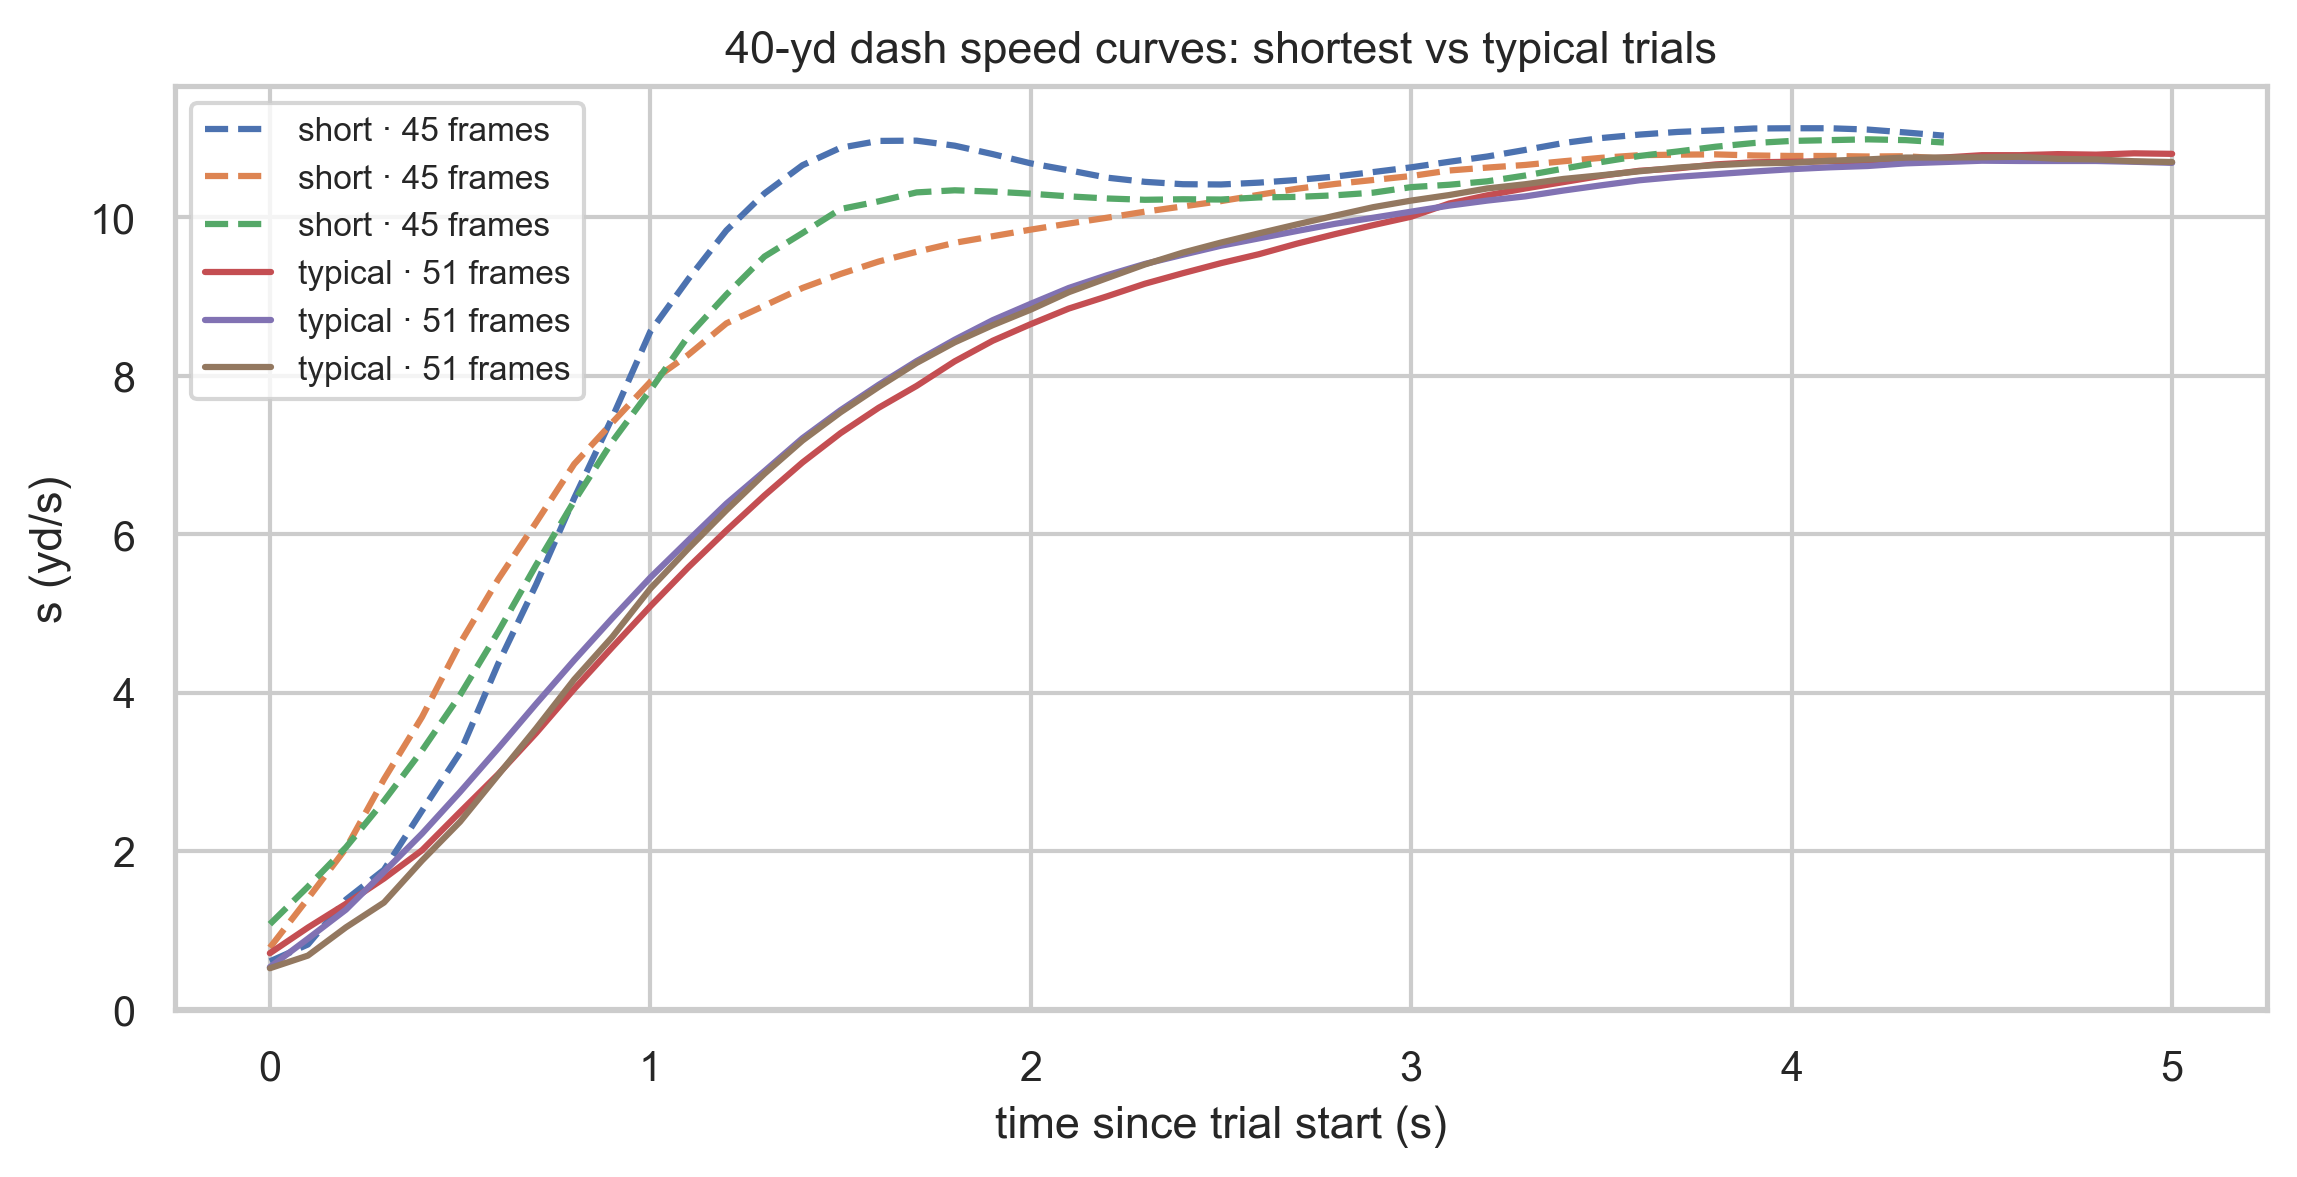 40-yd dash speed curves: shortest vs typical trials
short · 45 frames
short · 45 frames
short · 45 frames
typical · 51 frames
typical · 51 frames
typical · 51 frames
10
8
6
4
2
0
s (yd/s)
0 1 2 3 4 5
time since trial start (s)